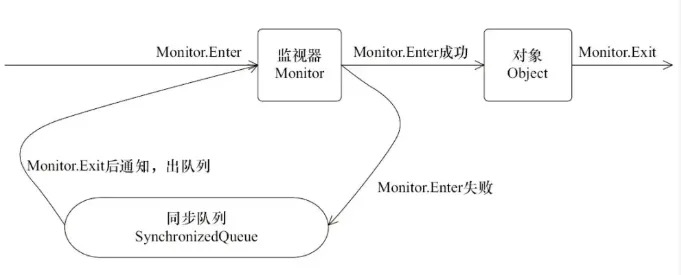 Monitor.Enter
监视器
Monitor
Monitor.Enter成功
对象
Object
Monitor.Exit
Monitor.Exit后通知，出队列
Monitor.Enter失败
同步队列
SynchronizedQueue